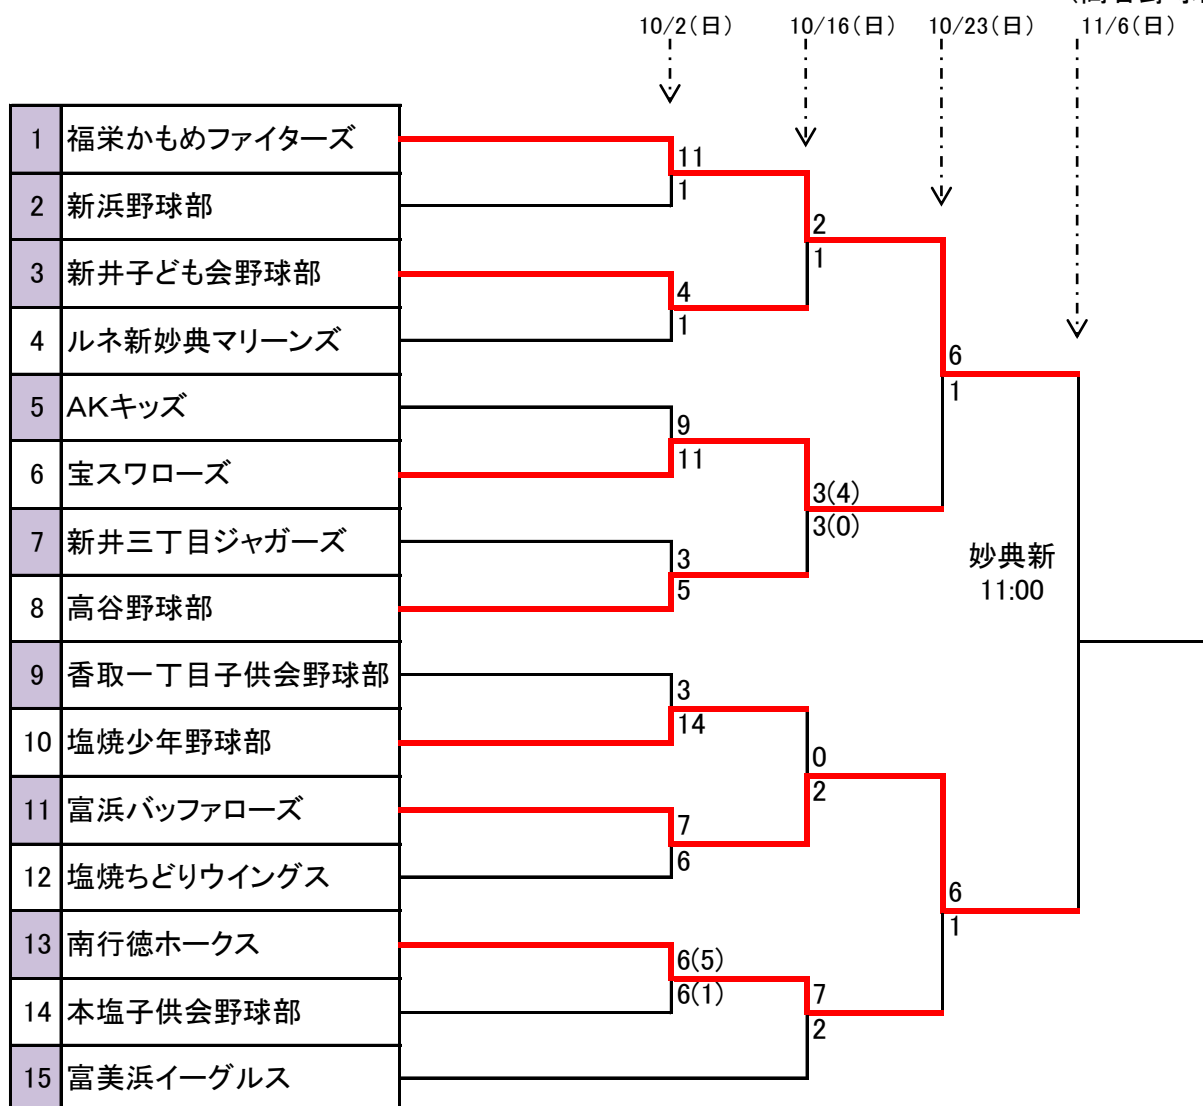 10/2(日) 10/16(日) 10/23(日) 11/6(日)
1 福栄かもめファイターズ
11
1
2 新浜野球部
2
1
3 新井子ども会野球部
4
1
4 ルネ新妙典マリーンズ
6
1
5 AKキッズ
9
11
6 宝スワローズ
3(4)
3(0)
7 新井三丁目ジャガーズ
3
5
8 高谷野球部
妙典新
11:00
9 香取一丁目子供会野球部
3
14
10 塩焼少年野球部
0
2
11 富浜バッファローズ
7
6
12 塩焼ちどりウイングス
6
1
13 南行徳ホークス
6(5)
6(1)
14 本塩子供会野球部
7
2
15 富美浜イーグルス